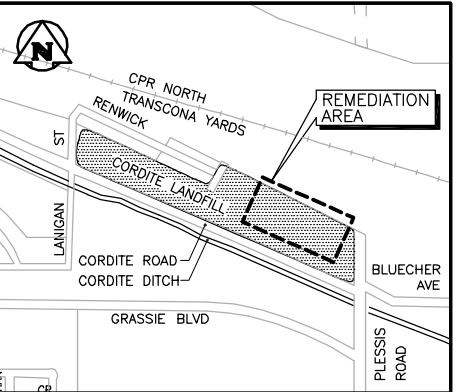 N
CPR NORTH
TRANSCONA YARDS
RENWICK
REMEDIATION
AREA
ST
CORDITE LANDFILL
LANIGAN
CORDITE ROAD
CORDITE DITCH
BLUECHER
AVE
GRASSIE BLVD
PLESSIS
ROAD